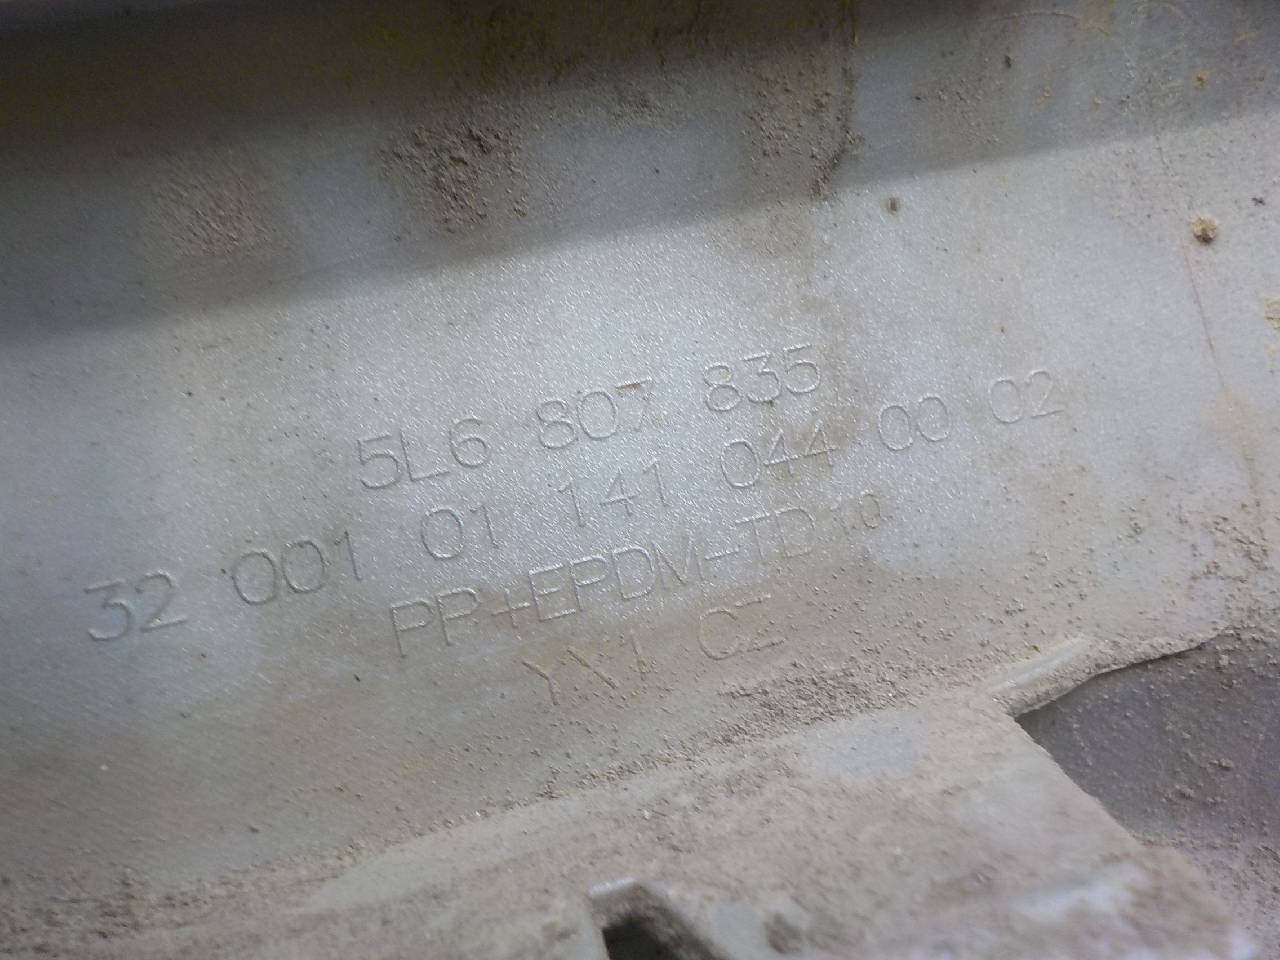 5L6 807 835
32 001 01 141 044 00 02
PP+EPDM-TD10
YX1 CZ